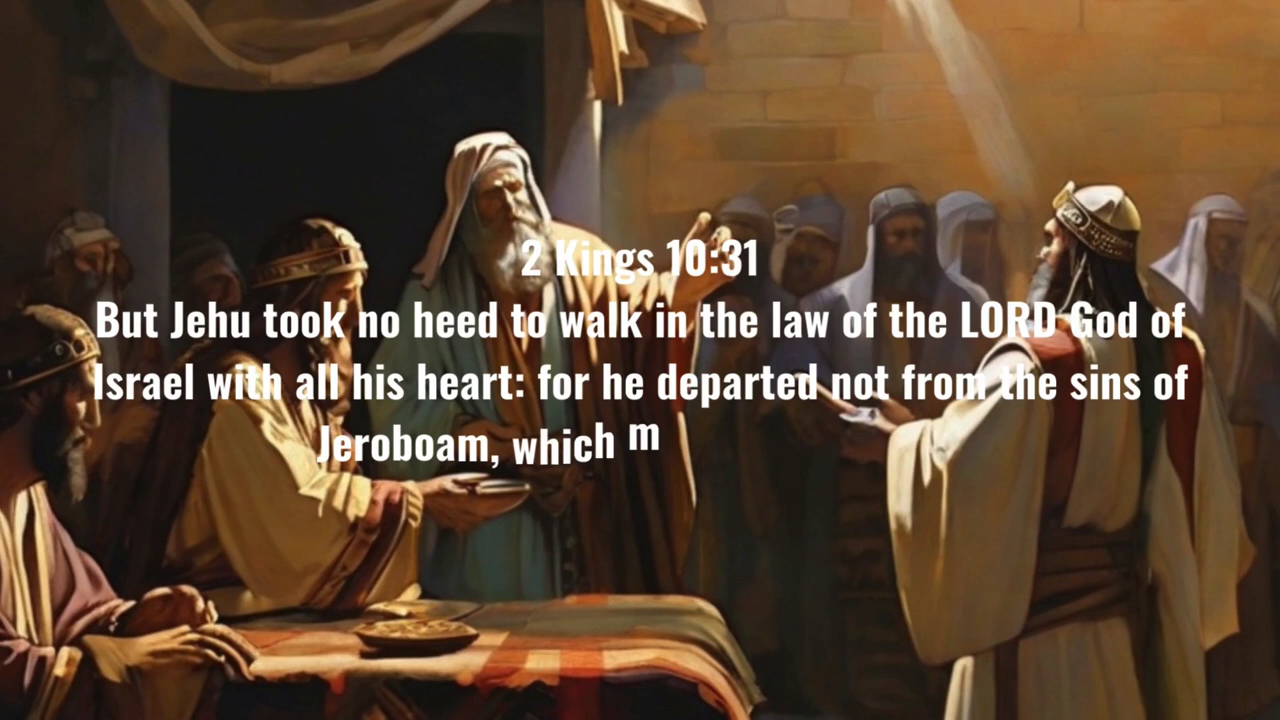 2 Kings 10:31
But Jehu took no heed to walk in the law of the LORD God of
Israel with all his heart: for he departed not from the sins of
Jeroboam, which m